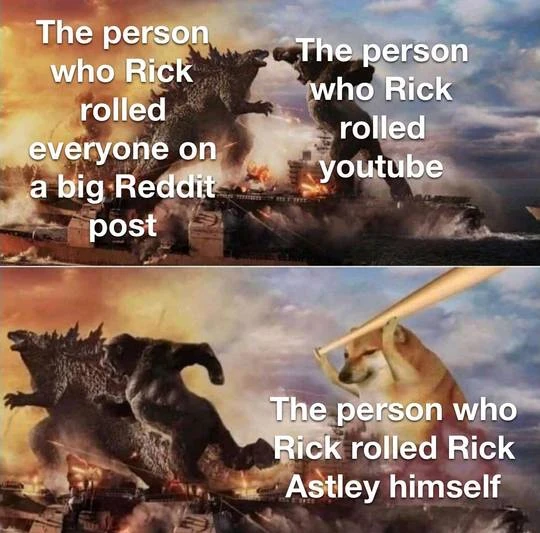 The person
who Rick
rolled
everyone on
a big Reddit
post
The person
who Rick
rolled
youtube
The person who
Rick rolled Rick
Astley himself